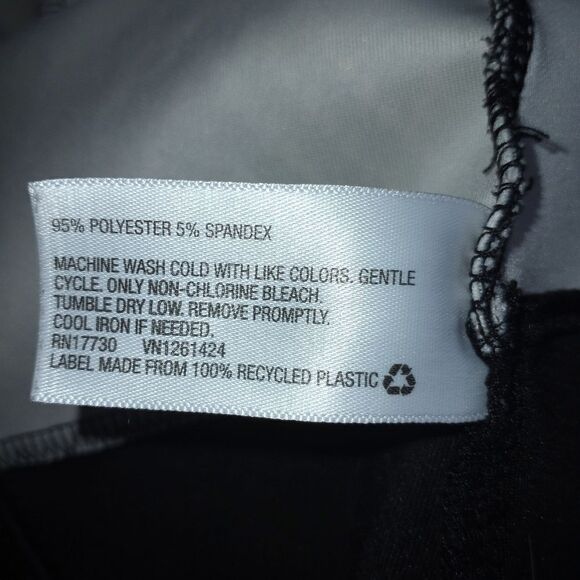 95% POLYESTER 5% SPANDEX
MACHINE WASH COLD WITH LIKE COLORS. GENTLE
CYCLE. ONLY NON-CHLORINE BLEACH.
TUMBLE DRY LOW. REMOVE PROMPTLY.
COOL IRON IF NEEDED.
RN17730 VN1261424
LABEL MADE FROM 100% RECYCLED PLASTIC